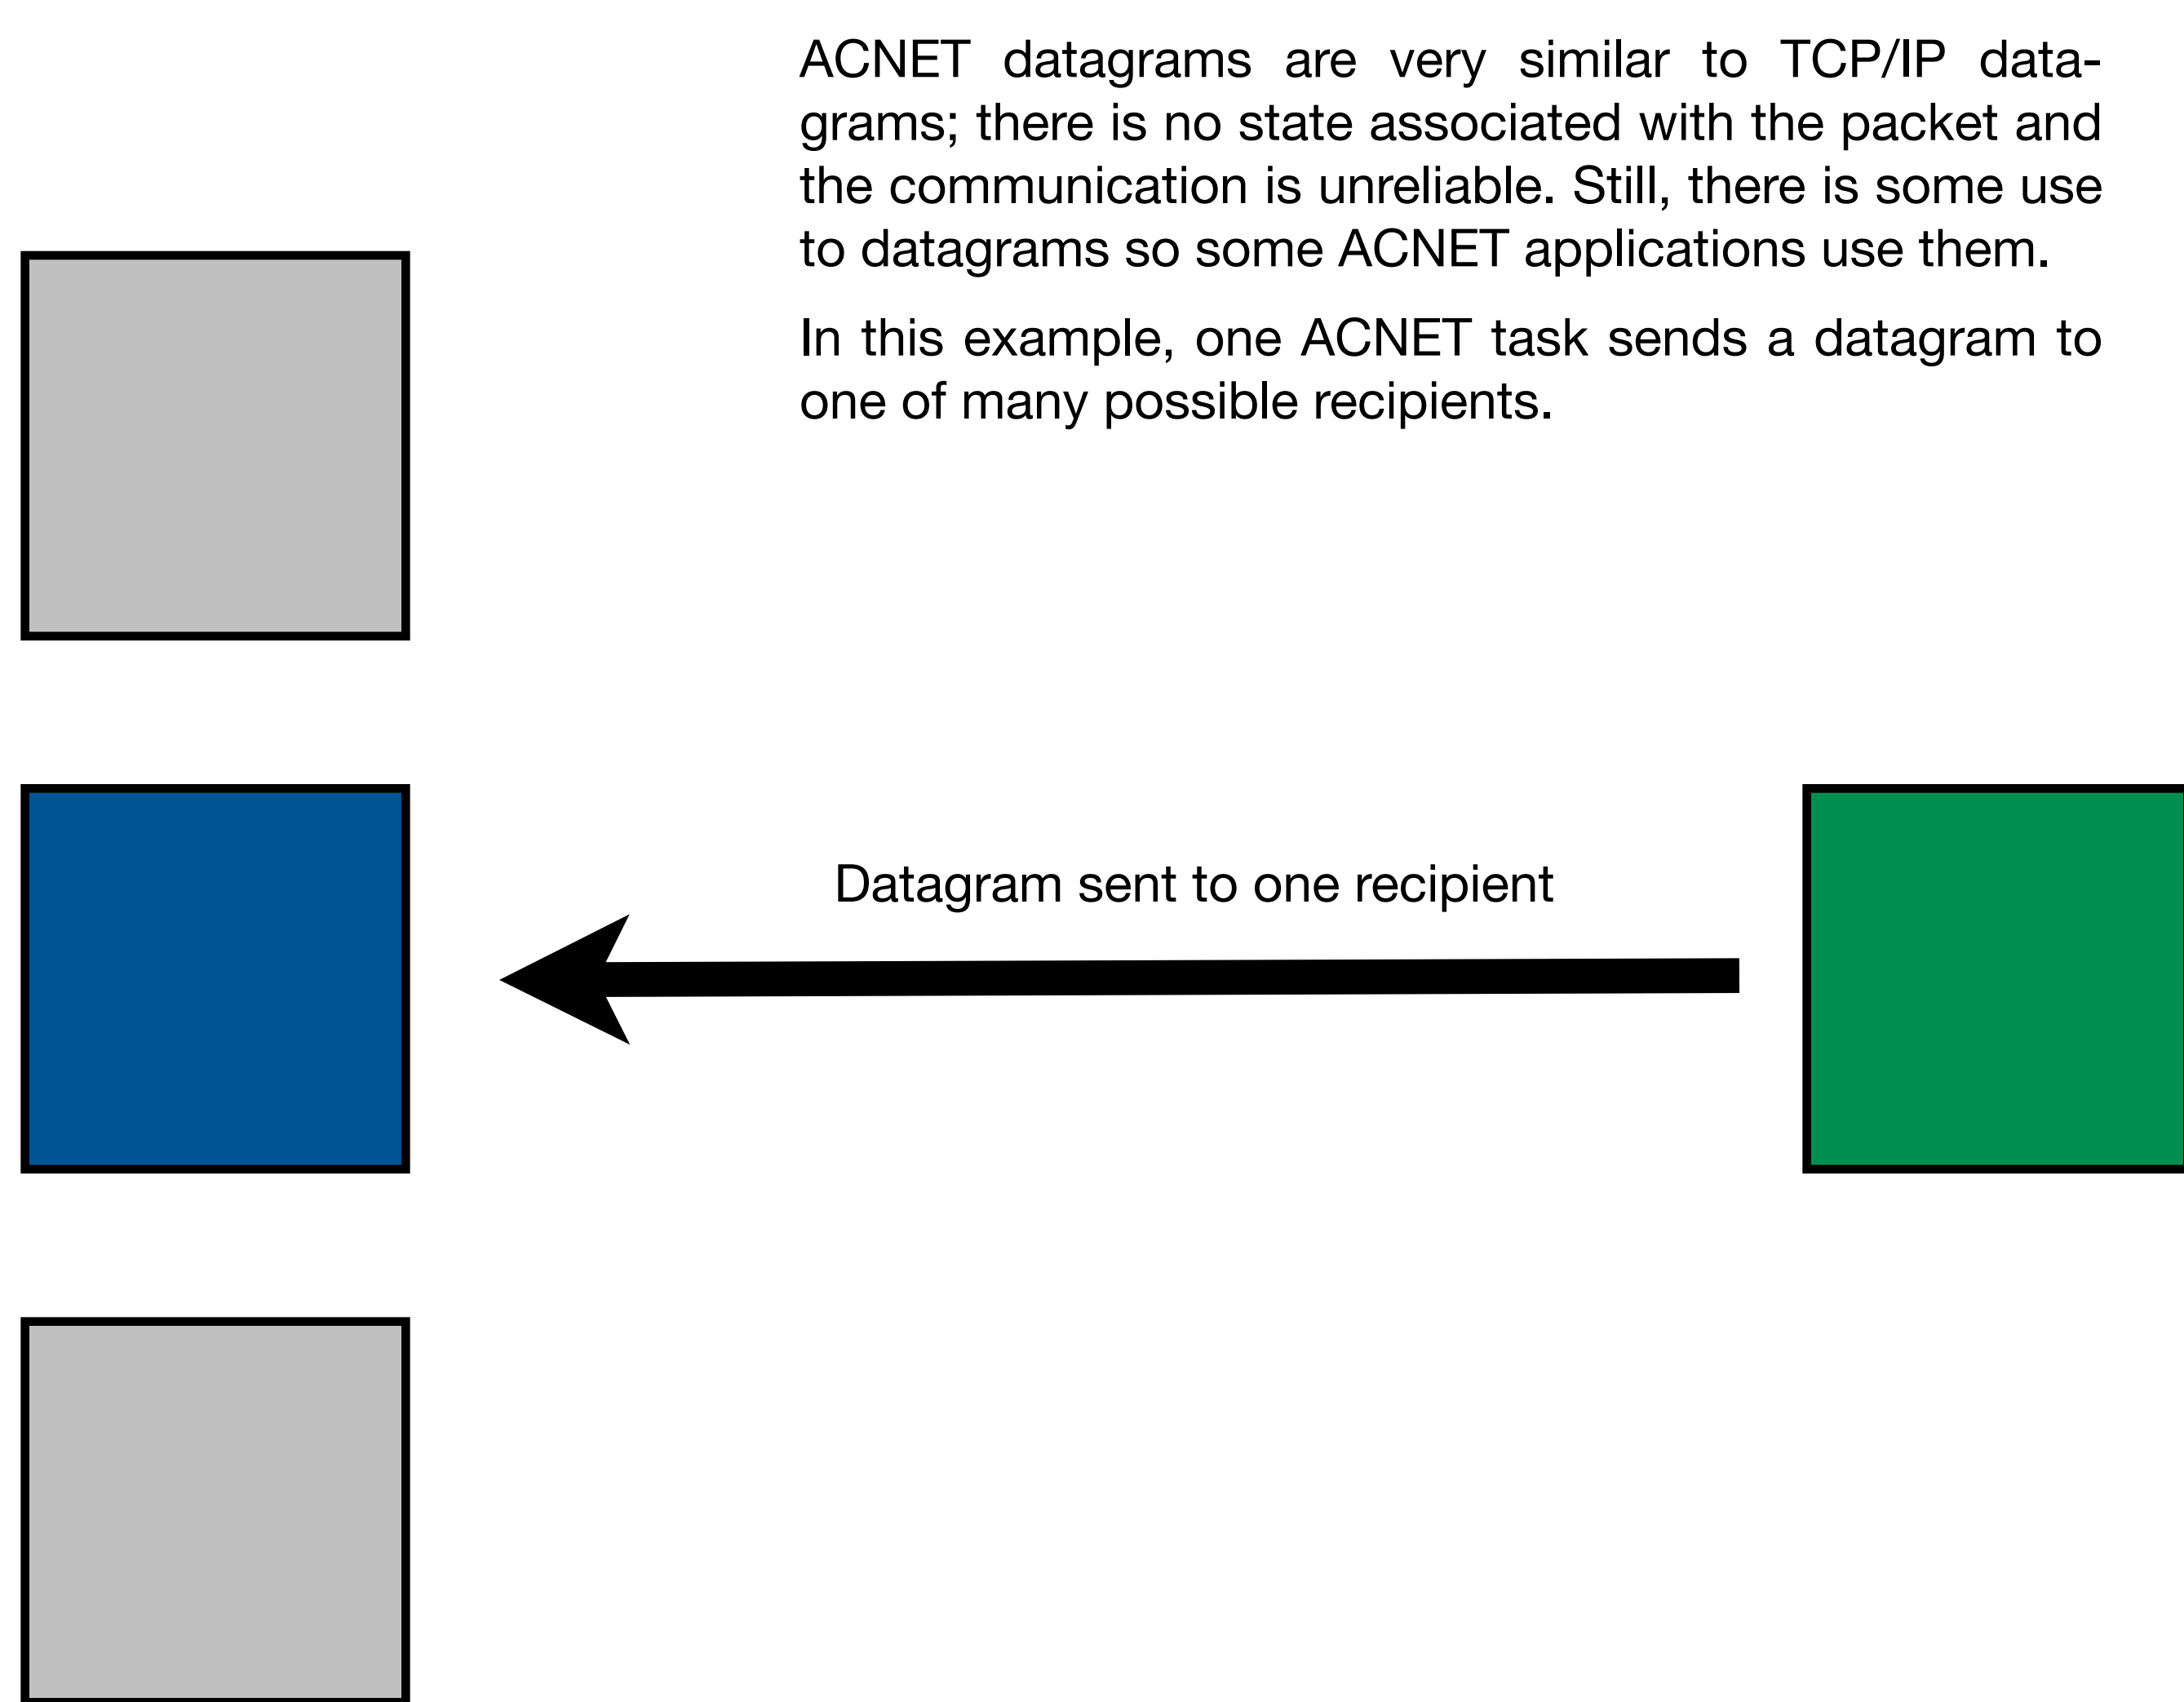 ACNET datagrams are very similar to TCP/IP data-
grams; there is no state associated with the packet and
the communication is unreliable. Still, there is some use
to datagrams so some ACNET applications use them.
In this example, one ACNET task sends a datagram to
one of many possible recipients.
Datagram sent to one recipient